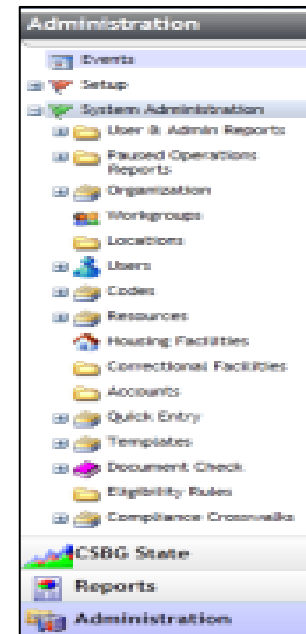 Administration
Events
Setup
System Administration
User & Admin Reports
Paused Operations
Reports
Organization
Workgroups
Locations
Users
Codes
Resources
Housing Facilities
Correctional Facilities
Accounts
Quick Entry
Templates
Document Check
Eligibility Rules
Compliance Crosswalks
CSBG State
Reports
Administration